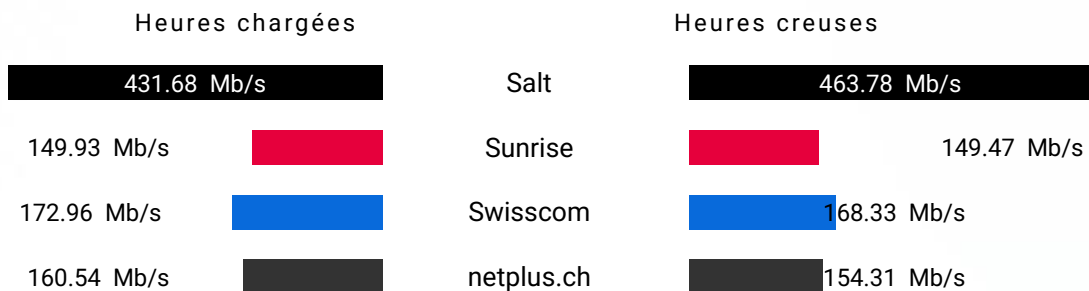 Heures chargées Heures creuses
431.68 Mb/s Salt 463.78 Mb/s
149.93 Mb/s Sunrise 149.47 Mb/s
172.96 Mb/s Swisscom 168.33 Mb/s
160.54 Mb/s netplus.ch 154.31 Mb/s